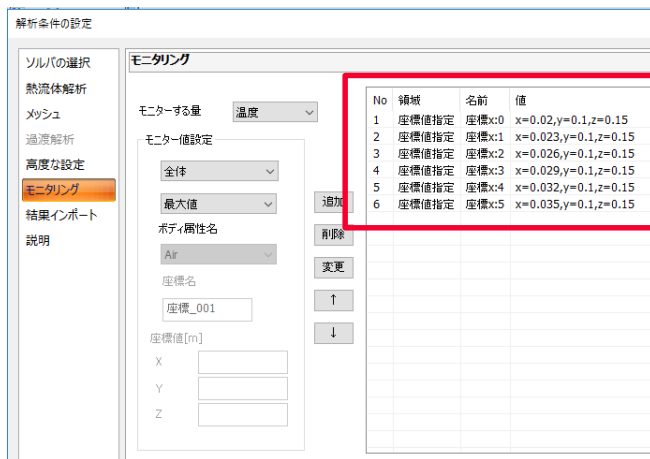 解析条件の設定
ソルバの選択
熱流体解析
メッシュ
過渡解析
高度な設定
モニタリング
結果インポート
説明
モニタリング
モニターする量 温度
モニター値設定
全体
最大値
ボディ属性名
Air
座標名
座標_001
座標値[m]
X
Y
Z
追加
削除
変更
↑
↓
No 領域 名前 値
1 座標値指定 座標x:0 x=0.02,y=0.1,z=0.15
2 座標値指定 座標x:1 x=0.023,y=0.1,z=0.15
3 座標値指定 座標x:2 x=0.026,y=0.1,z=0.15
4 座標値指定 座標x:3 x=0.029,y=0.1,z=0.15
5 座標値指定 座標x:4 x=0.032,y=0.1,z=0.15
6 座標値指定 座標x:5 x=0.035,y=0.1,z=0.15